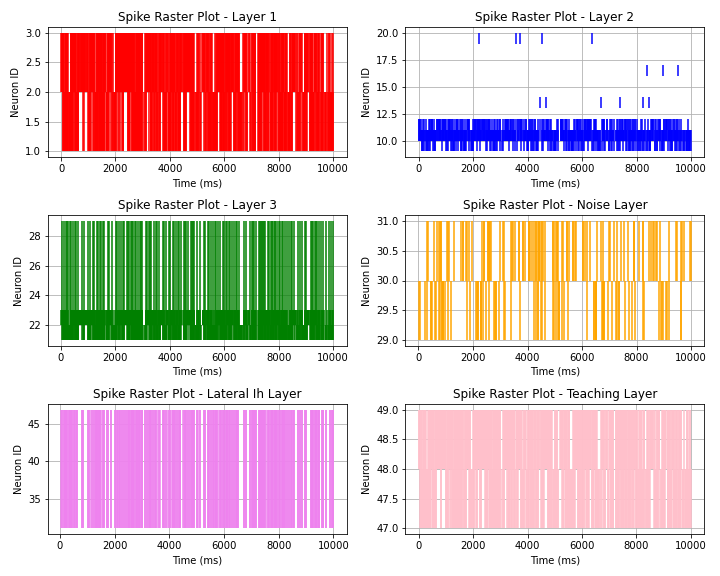 Spike Raster Plot - Layer 1
3.0
2.5
2.0
1.5
1.0
Neuron ID
0 2000 4000 6000 8000 10000
Time (ms)
Spike Raster Plot - Layer 2
20.0
17.5
15.0
12.5
10.0
Neuron ID
0 2000 4000 6000 8000 10000
Time (ms)
Spike Raster Plot - Layer 3
28
26
24
22
Neuron ID
0 2000 4000 6000 8000 10000
Time (ms)
Spike Raster Plot - Noise Layer
31.0
30.5
30.0
29.5
29.0
Neuron ID
0 2000 4000 6000 8000 10000
Time (ms)
Spike Raster Plot - Lateral Ih Layer
45
40
35
Neuron ID
0 2000 4000 6000 8000 10000
Time (ms)
Spike Raster Plot - Teaching Layer
49.0
48.5
48.0
47.5
47.0
Neuron ID
0 2000 4000 6000 8000 10000
Time (ms)